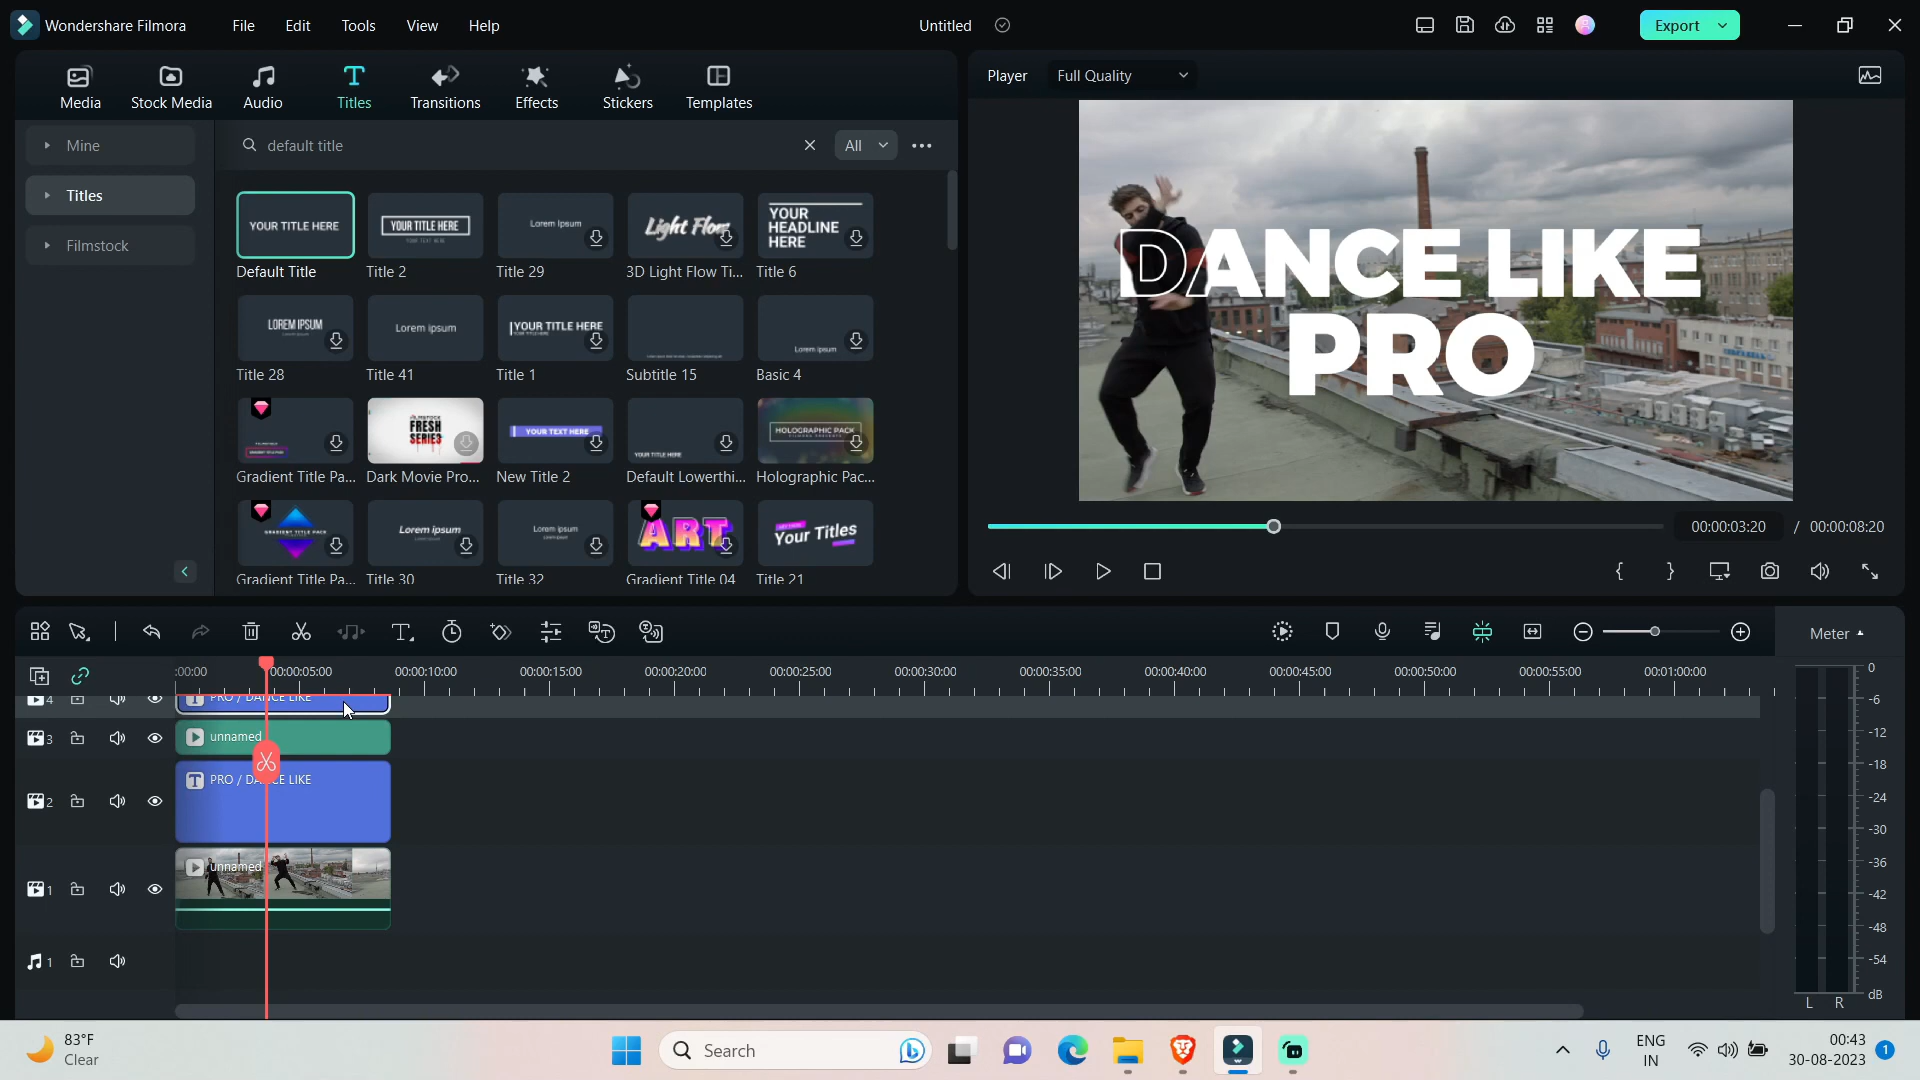 Wondershare Filmora
File
Edit
Tools
View
Help
Untitled
Export
Media
Stock Media
Audio
Titles
Transitions
Effects
Stickers
Templates
Player
Full Quality
Mine
Titles
Filmstock
default title
All
YOUR TITLE HERE
YOUR TITLE HERE
Lorem Ipsum
Light Flow
YOUR
HEADLINE
HERE
Default Title
Title 2
Title 29
3D Light Flow Ti...
Title 6
LOREM IPSUM
Lorem ipsum
YOUR TITLE HERE
Lorem ipsum
Title 28
Title 41
Title 1
Subtitle 15
Basic 4
FRESH
SERIES
YOUR TEXT HERE
YOUR TITLE HERE
HOLOGRAPHIC PACK
Gradient Title Pa...
Dark Movie Pro...
New Title 2
Default Lowerthi...
Holographic Pac...
GRADIENT TITLE PACK
Lorem ipsum
Lorem ipsum
ART
Your Titles
Gradient Title Pa...
Title 30
Title 32
Gradient Title 04
Title 21
DANCE LIKE
PRO
00:00:03:20 / 00:00:08:20
Meter
:00:00
00:00:05:00
00:00:10:00
00:00:15:00
00:00:20:00
00:00:25:00
00:00:30:00
00:00:35:00
00:00:40:00
00:00:45:00
00:00:50:00
00:00:55:00
00:01:00:00
4
PRO / DANCE LIKE
3
unnamed
2
PRO / DANCE LIKE
1
unnamed
1
0
-6
-12
-18
-24
-30
-36
-42
-48
-54
dB
L R
83°F
Clear
Search
ENG
IN
00:43
30-08-2023
1